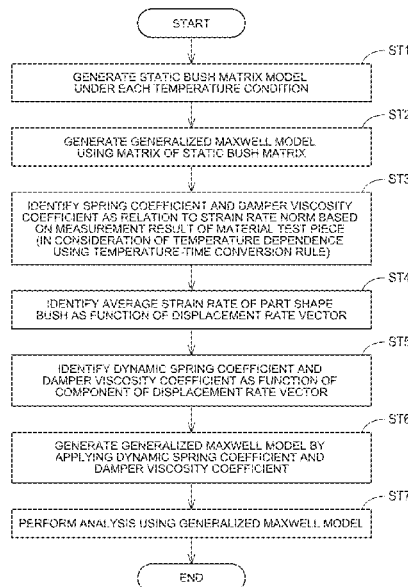 START
ST1
GENERATE STATIC BUSH MATRIX MODEL
UNDER EACH TEMPERATURE CONDITION
ST2
GENERATE GENERALIZED MAXWELL MODEL
USING MATRIX OF STATIC BUSH MATRIX
ST3
IDENTIFY SPRING COEFFICIENT AND DAMPER VISCOSITY
COEFFICIENT AS RELATION TO STRAIN RATE NORM BASED
ON MEASUREMENT RESULT OF MATERIAL TEST PIECE
(IN CONSIDERATION OF TEMPERATURE DEPENDENCE
USING TEMPERATURE-TIME CONVERSION RULE)
ST4
IDENTIFY AVERAGE STRAIN RATE OF PART SHAPE
BUSH AS FUNCTION OF DISPLACEMENT RATE VECTOR
ST5
IDENTIFY DYNAMIC SPRING COEFFICIENT AND
DAMPER VISCOSITY COEFFICIENT AS FUNCTION OF
COMPONENT OF DISPLACEMENT RATE VECTOR
ST6
GENERATE GENERALIZED MAXWELL MODEL BY
APPLYING DYNAMIC SPRING COEFFICIENT AND
DAMPER VISCOSITY COEFFICIENT
ST7
PERFORM ANALYSIS USING GENERALIZED MAXWELL MODEL
END